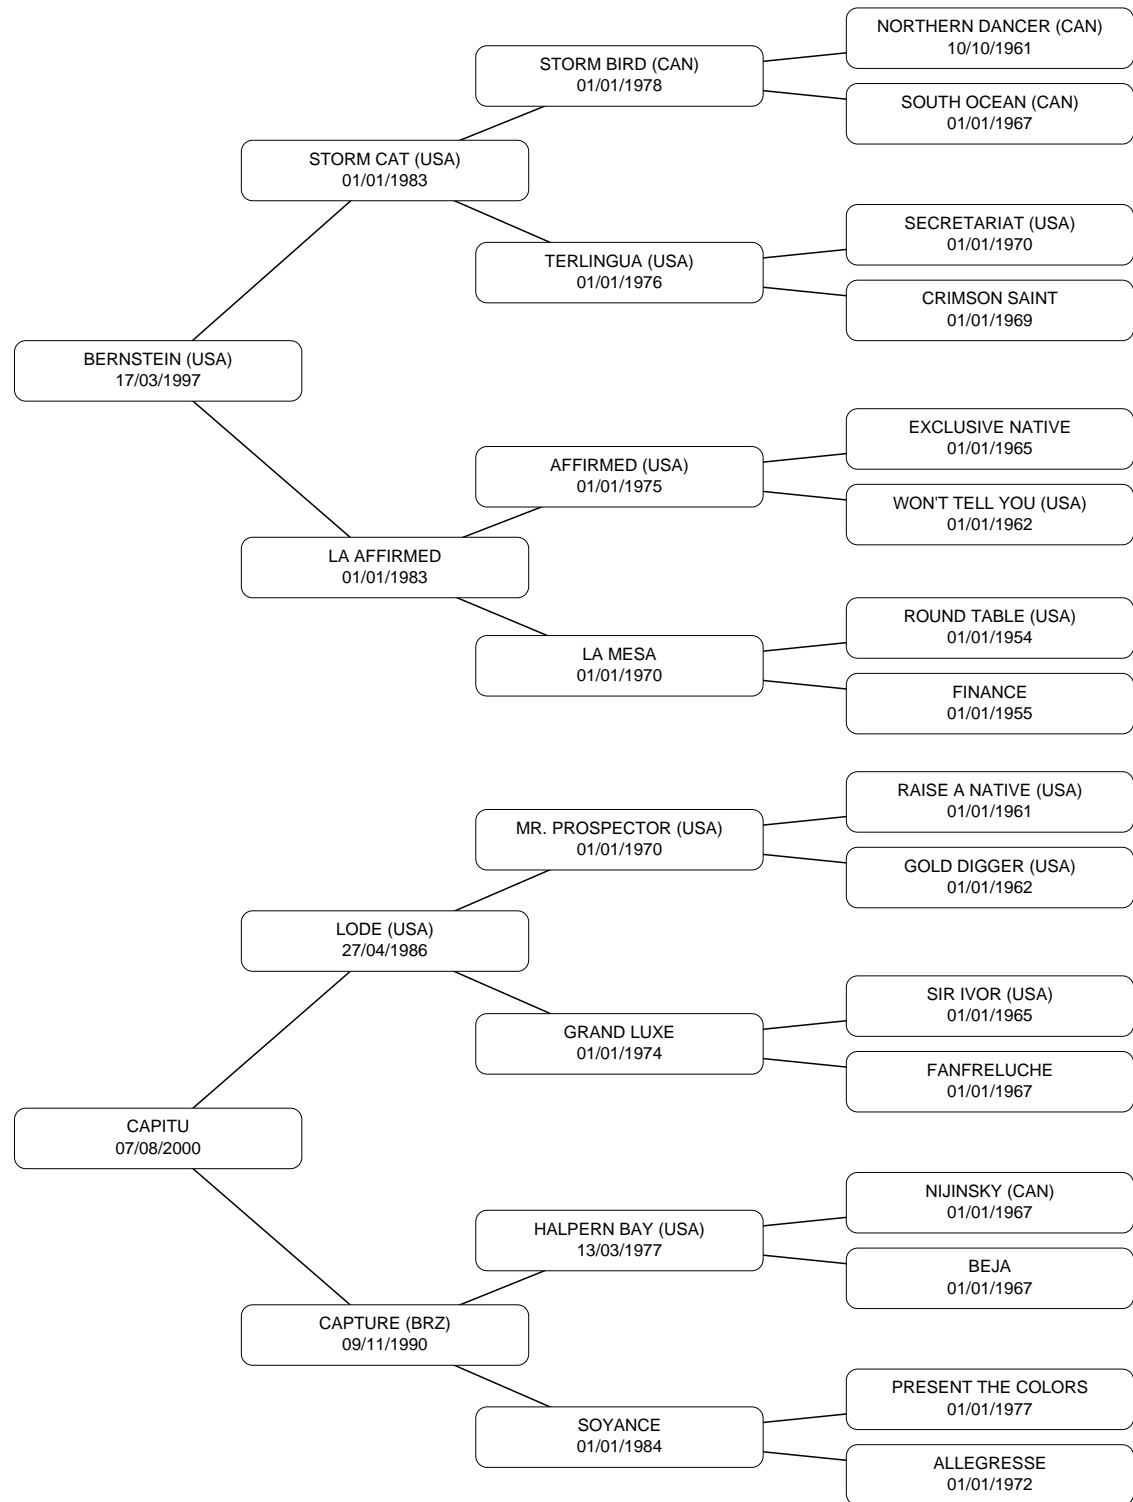 NORTHERN DANCER (CAN)
10/10/1961
STORM BIRD (CAN)
01/01/1978
SOUTH OCEAN (CAN)
01/01/1967
STORM CAT (USA)
01/01/1983
SECRETARIAT (USA)
01/01/1970
TERLINGUA (USA)
01/01/1976
CRIMSON SAINT
01/01/1969
BERNSTEIN (USA)
17/03/1997
EXCLUSIVE NATIVE
01/01/1965
AFFIRMED (USA)
01/01/1975
WON'T TELL YOU (USA)
01/01/1962
LA AFFIRMED
01/01/1983
ROUND TABLE (USA)
01/01/1954
LA MESA
01/01/1970
FINANCE
01/01/1955
RAISE A NATIVE (USA)
01/01/1961
MR. PROSPECTOR (USA)
01/01/1970
GOLD DIGGER (USA)
01/01/1962
LODE (USA)
27/04/1986
SIR IVOR (USA)
01/01/1965
GRAND LUXE
01/01/1974
FANFRELUCHE
01/01/1967
CAPITU
07/08/2000
NIJINSKY (CAN)
01/01/1967
HALPERN BAY (USA)
13/03/1977
BEJA
01/01/1967
CAPTURE (BRZ)
09/11/1990
PRESENT THE COLORS
01/01/1977
SOYANCE
01/01/1984
ALLEGRESSE
01/01/1972